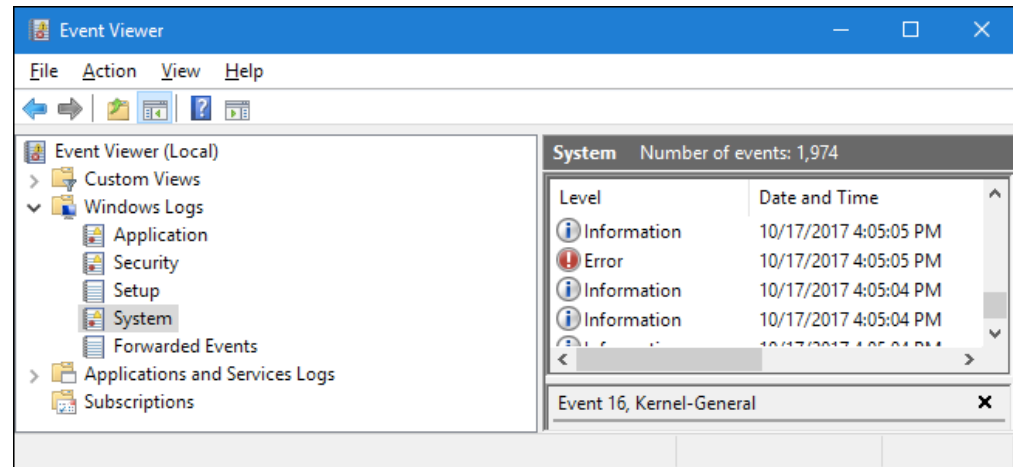 Event Viewer
File Action View Help
Event Viewer (Local)
Custom Views
Windows Logs
Application
Security
Setup
System
Forwarded Events
Applications and Services Logs
Subscriptions
System Number of events: 1,974
Level Date and Time
Information 10/17/2017 4:05:05 PM
Error 10/17/2017 4:05:05 PM
Information 10/17/2017 4:05:04 PM
Information 10/17/2017 4:05:04 PM
Event 16, Kernel-General